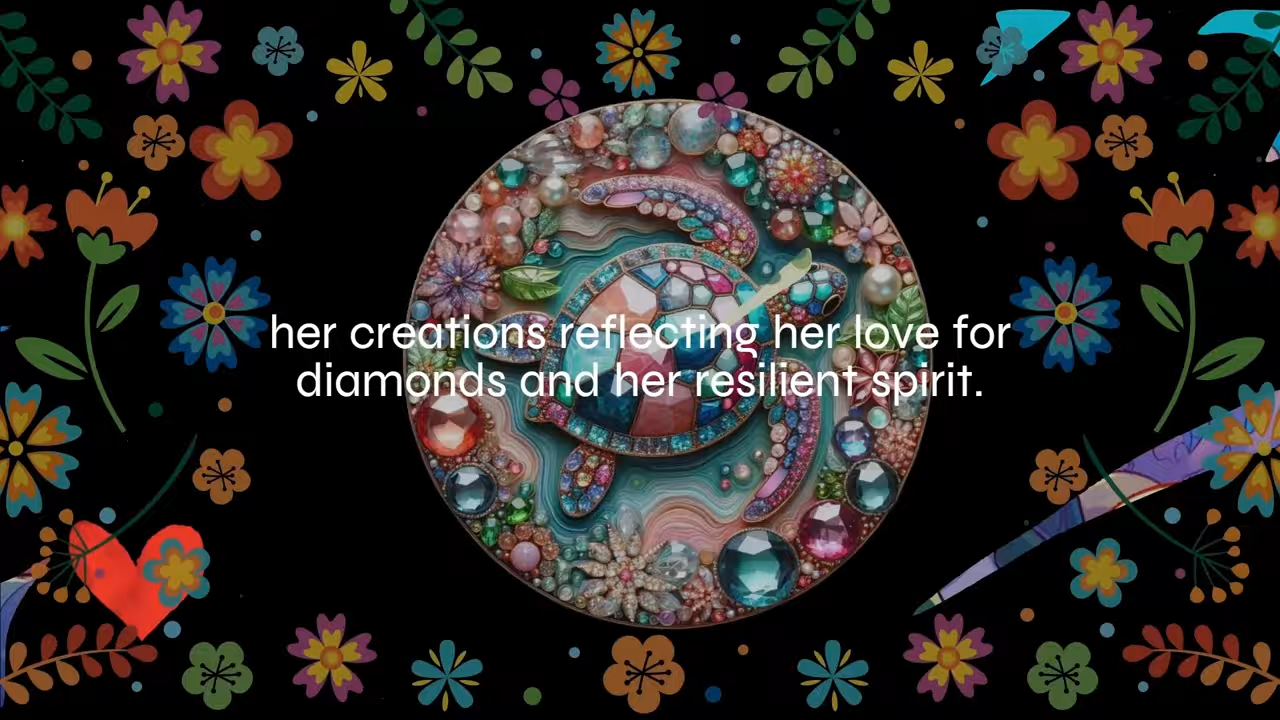 her creations reflecting her love for
diamonds and her resilient spirit.